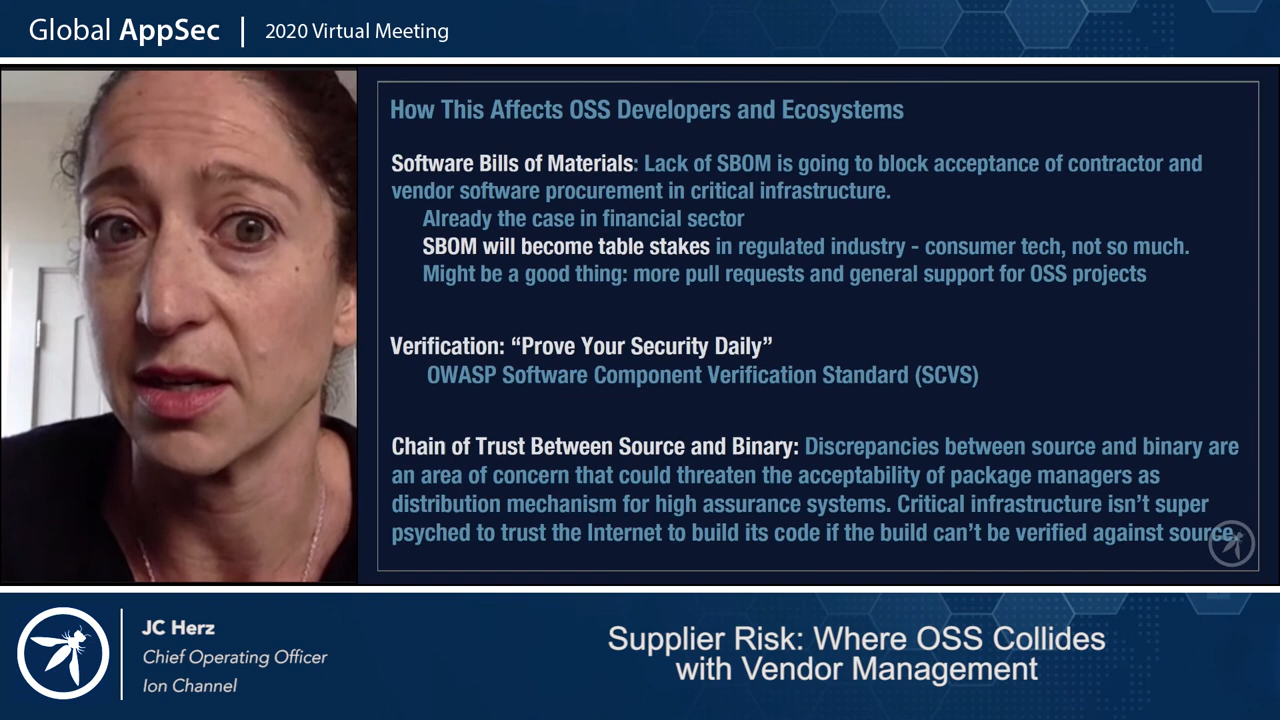 Global AppSec | 2020 Virtual Meeting
How This Affects OSS Developers and Ecosystems
Software Bills of Materials: Lack of SBOM is going to block acceptance of contractor and
vendor software procurement in critical infrastructure.
Already the case in financial sector
SBOM will become table stakes in regulated industry - consumer tech, not so much.
Might be a good thing: more pull requests and general support for OSS projects
Verification: “Prove Your Security Daily”
OWASP Software Component Verification Standard (SCVS)
Chain of Trust Between Source and Binary: Discrepancies between source and binary are
an area of concern that could threaten the acceptability of package managers as
distribution mechanism for high assurance systems. Critical infrastructure isn’t super
psyched to trust the Internet to build its code if the build can’t be verified against source.
JC Herz
Chief Operating Officer
Ion Channel
Supplier Risk: Where OSS Collides
with Vendor Management